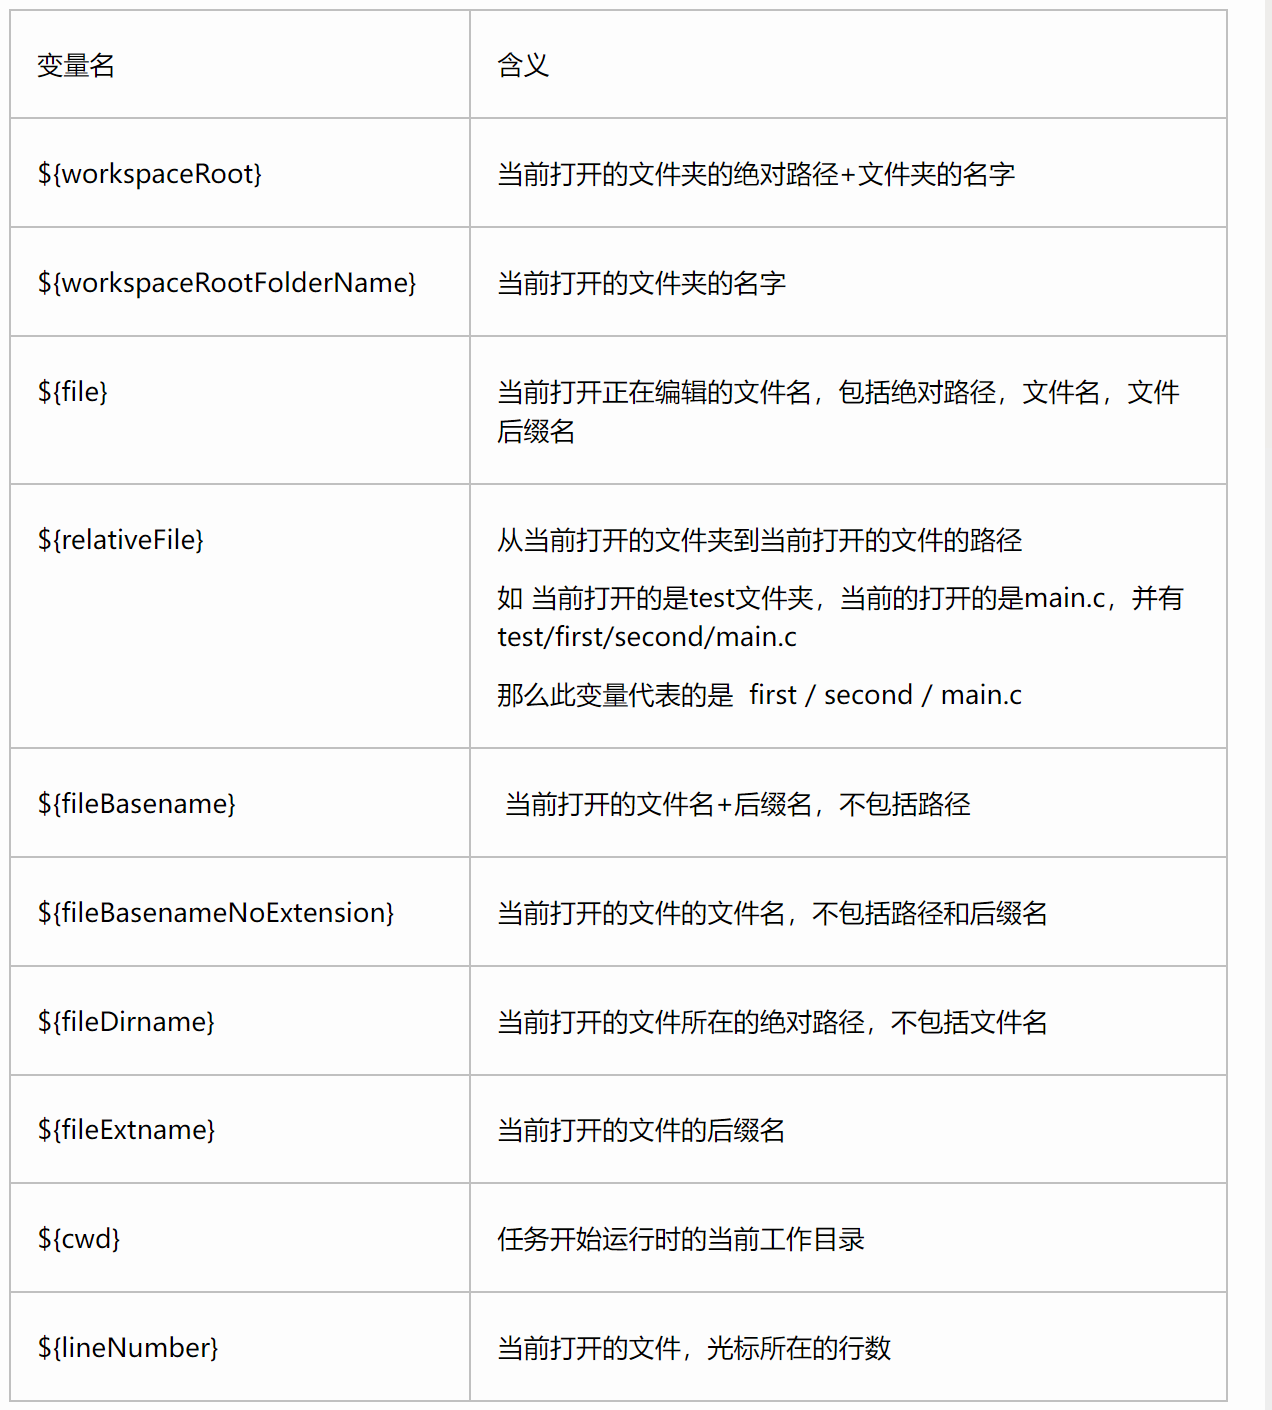 变量名
含义
${workspaceRoot}
当前打开的文件夹的绝对路径+文件夹的名字
${workspaceRootFolderName}
当前打开的文件夹的名字
${file}
当前打开正在编辑的文件名，包括绝对路径，文件名，文件
后缀名
${relativeFile}
从当前打开的文件夹到当前打开的文件的路径
如 当前打开的是test文件夹，当前的打开的是main.c，并有
test/first/second/main.c
那么此变量代表的是 first / second / main.c
${fileBasename}
当前打开的文件名+后缀名，不包括路径
${fileBasenameNoExtension}
当前打开的文件的文件名，不包括路径和后缀名
${fileDirname}
当前打开的文件所在的绝对路径，不包括文件名
${fileExtname}
当前打开的文件的后缀名
${cwd}
任务开始运行时的当前工作目录
${lineNumber}
当前打开的文件，光标所在的行数